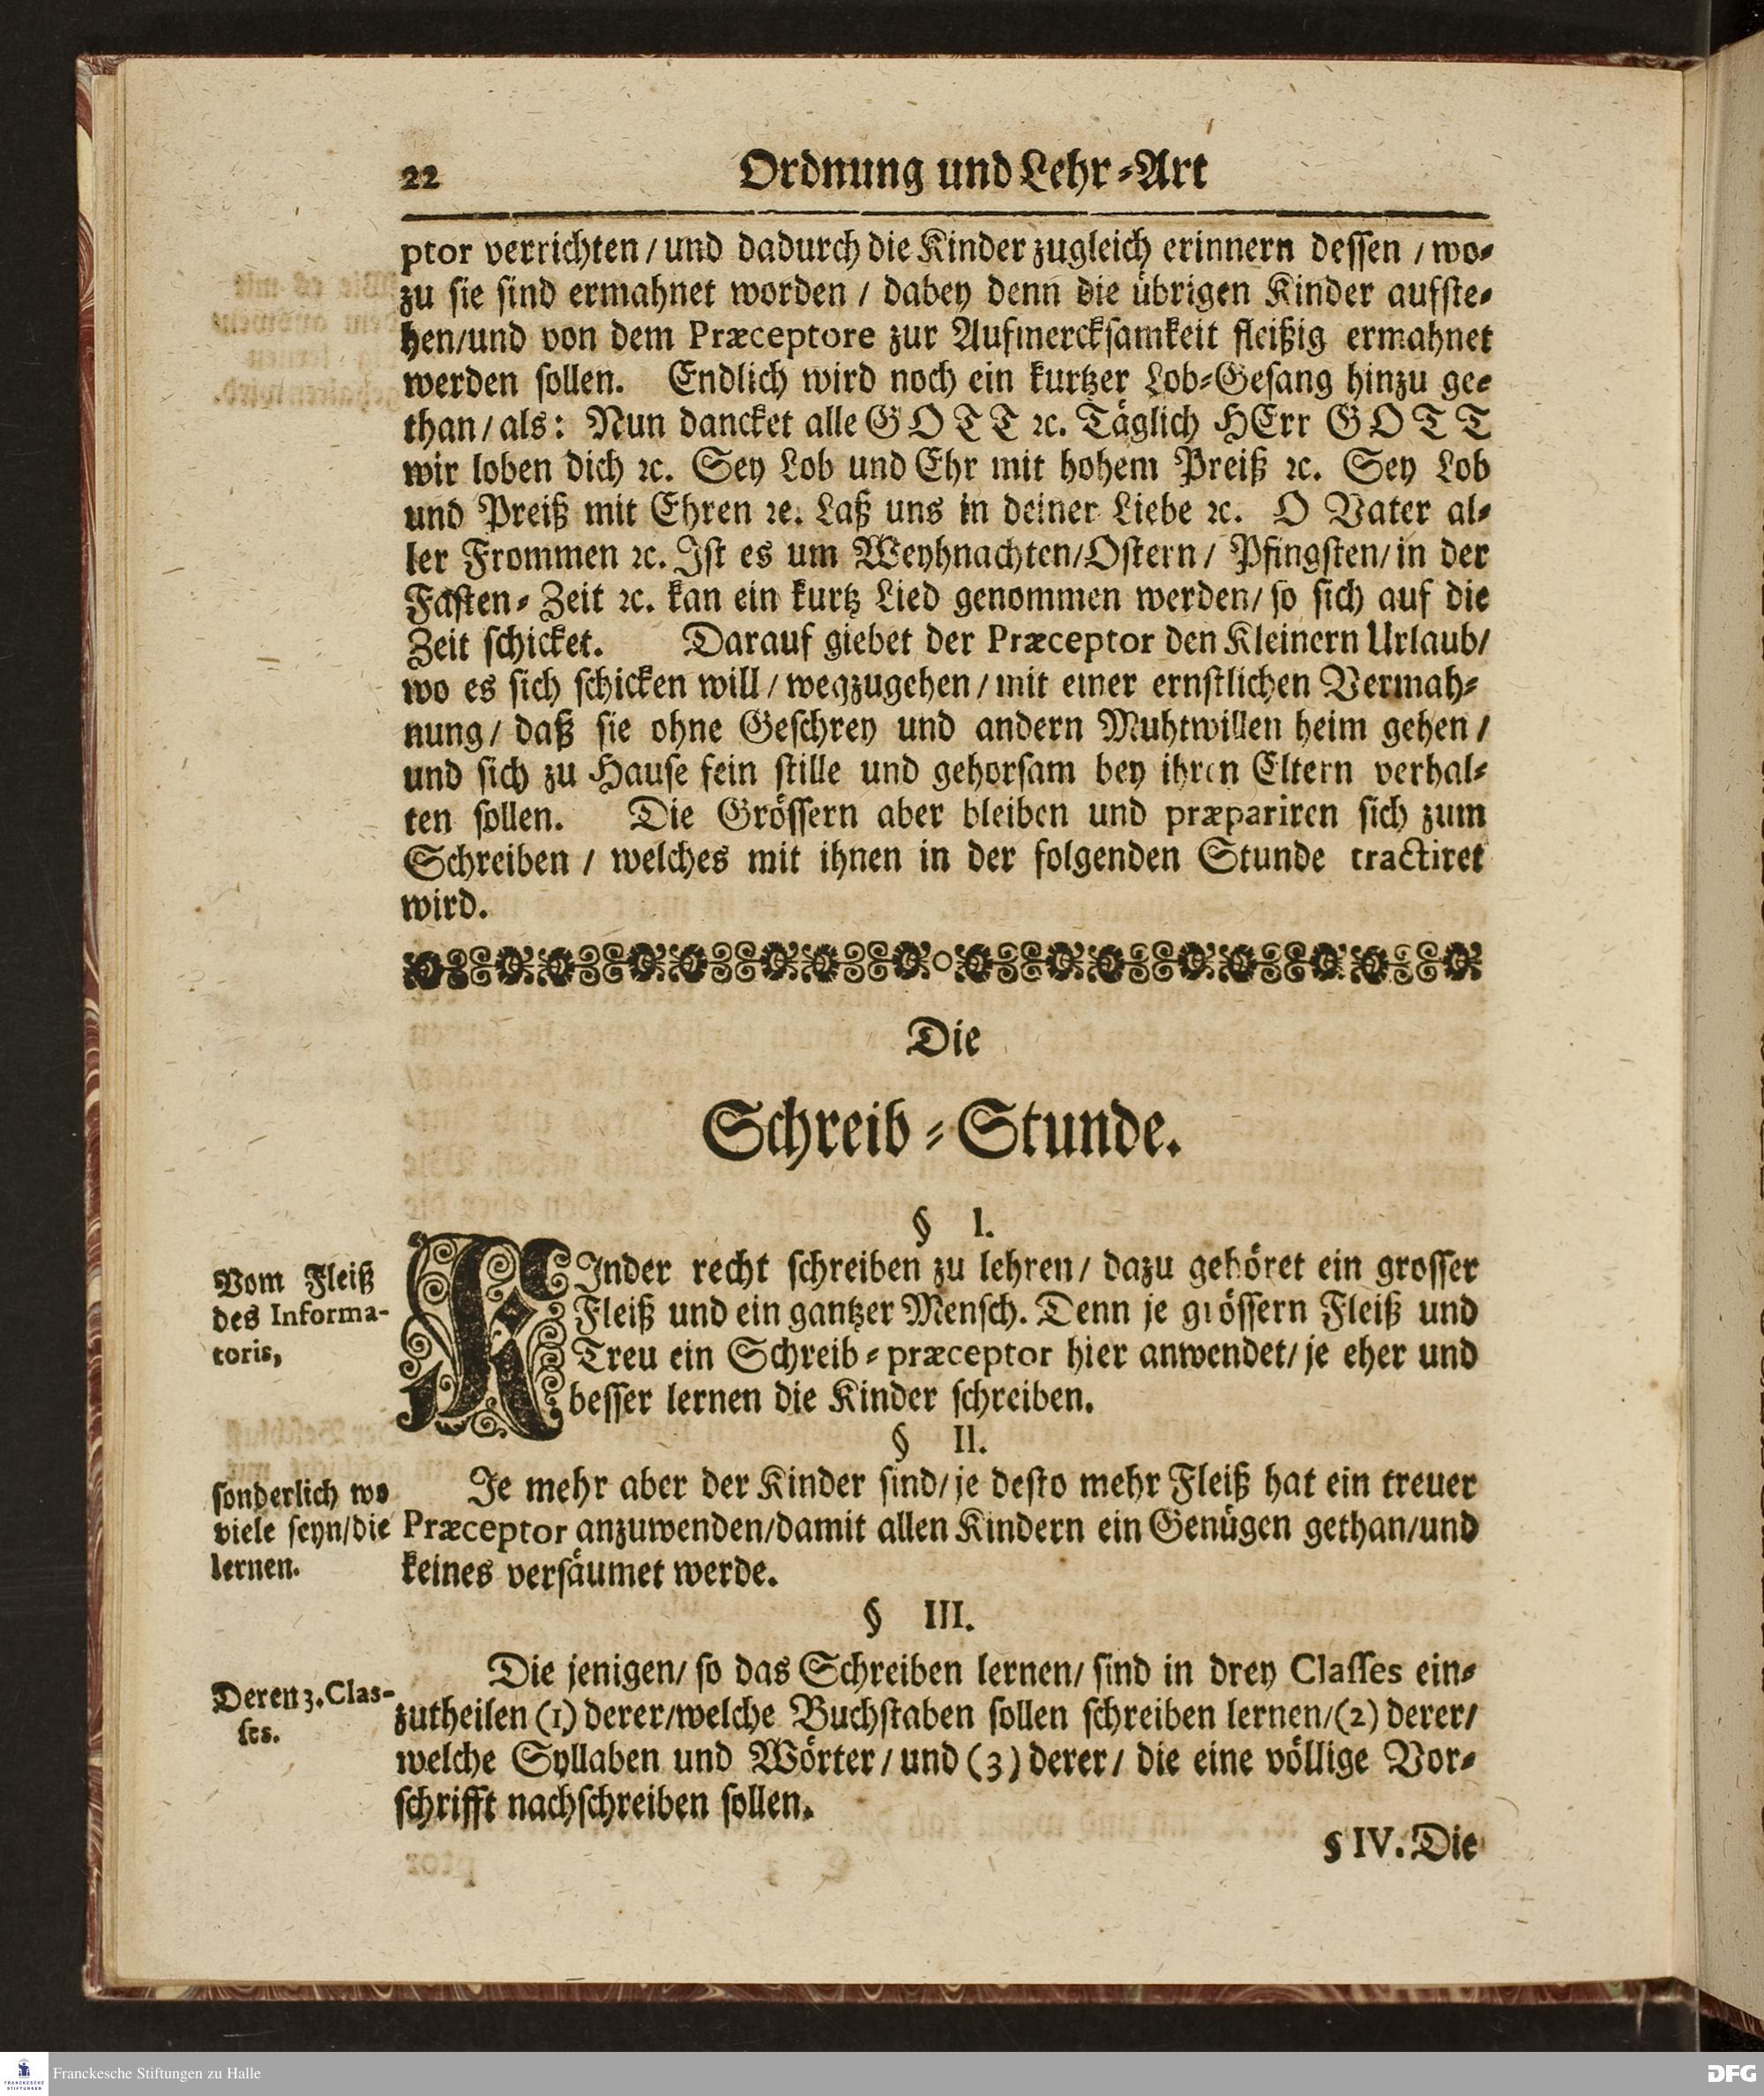 22
Ordnung und Lehr-Art
ptor verrichten/ und dadurch die Kinder zugleich erinnern dessen / wo-
zu sie sind ermahnet worden / dabey denn die übrigen Kinder aufste-
hen/und von dem Præceptore zur Aufmercksamkeit fleißig ermahnet
werden sollen. Endlich wird noch ein kurtzer Lob-Gesang hinzu ge-
than/ als: Nun dancket alle GOTT ꝛc. Täglich HErr GOTT
wir loben dich ꝛc. Sey Lob und Ehr mit hohem Preiß ꝛc. Sey Lob
und Preiß mit Ehren ꝛe. Laß uns in deiner Liebe ꝛc. O Vater al-
ler Frommen ꝛc. Ist es um Weyhnachten/Ostern/ Pfingsten/ in der
Fasten- Zeit ꝛc. kan ein kurtz Lied genommen werden/ so sich auf die
Zeit schicket. Darauf giebet der Præceptor den Kleinern Urlaub/
wo es sich schicken will / wegzugehen / mit einer ernstlichen Vermah-
nung/ daß sie ohne Geschrey und andern Muhtwillen heim gehen /
und sich zu Hause fein stille und gehorsam bey ihren Eltern verhal-
ten sollen. Die Grössern aber bleiben und præpariren sich zum
Schreiben / welches mit ihnen in der folgenden Stunde tractiret
wird.
Die
Schreib-Stunde.
§ I.
Vom Fleiß
des Informa-
toris,
KInder recht schreiben zu lehren/ dazu gehöret ein grosser
Fleiß und ein gantzer Mensch. Denn je grössern Fleiß und
Treu ein Schreib-præceptor hier anwendet/ je eher und
besser lernen die Kinder schreiben.
§ II.
sonderlich wo
viele seyn/die
lernen.
Je mehr aber der Kinder sind/ je desto mehr Fleiß hat ein treuer
Præceptor anzuwenden/damit allen Kindern ein Genügen gethan/und
keines versäumet werde.
§ III.
Deren 3. Clas-
ses.
Die jenigen/ so das Schreiben lernen/ sind in drey Classes ein-
zutheilen (1) derer/welche Buchstaben sollen schreiben lernen/(2) derer/
welche Syllaben und Wörter/ und (3) derer/ die eine völlige Vor-
schrifft nachschreiben sollen.
§ IV. Die
FRANCKESCHE
STIFTUNGEN
Franckesche Stiftungen zu Halle
DFG